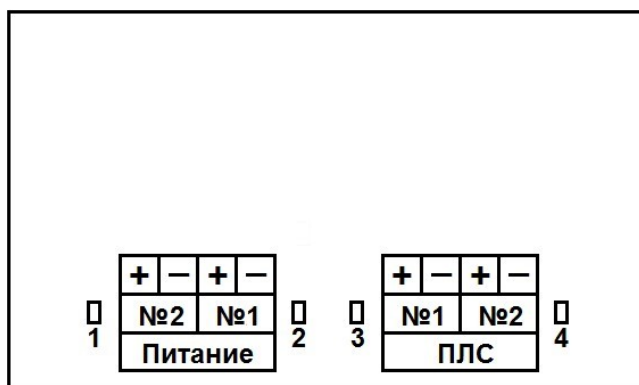 + − + − + − + −
1 №2 №1 2 3 №1 №2 4
Питание ПЛС